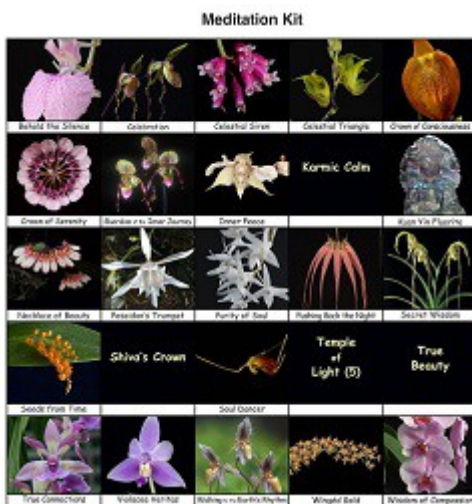 Meditation Kit
Behold the Silence
Celebration
Celestial Siren
Celestial Triangle
Crown of Consciousness
Crown of Serenity
Inner Peace
Karmic Calm
Kuan Yin Fluorite
Necklace of Beauty
Poseidon's Trumpet
Purity of Soul
Pushing Back the Night
Secret Wisdom
Seeds from Time
Shiva's Crown
Soul Dancer
Temple
of
Light (5)
True
Beauty
True Connections
Winged Gold
Wisdom of Compassion